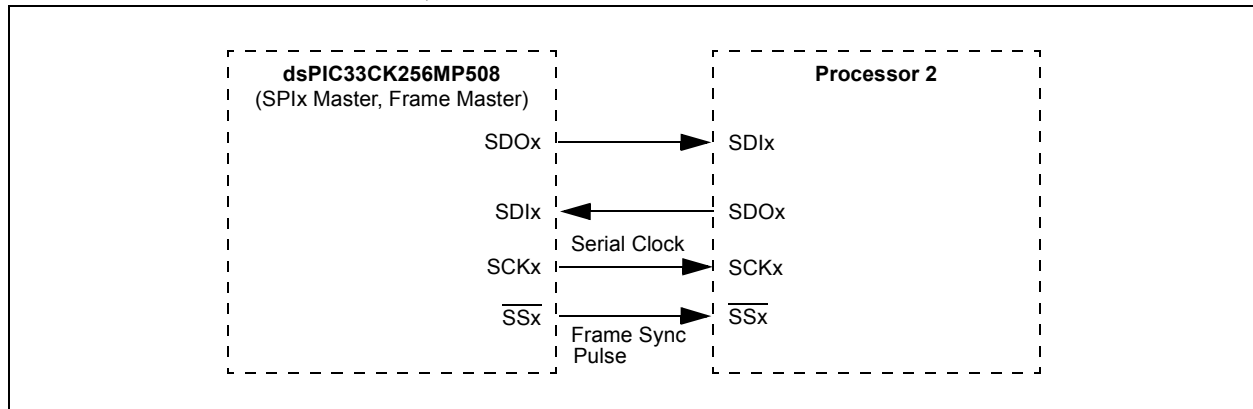 dsPIC33CK256MP508
(SPIx Master, Frame Master)
Processor 2
SDOx
SDIx
SDIx
SDOx
Serial Clock
SCKx
SCKx
SSx
SSx
Frame Sync
Pulse